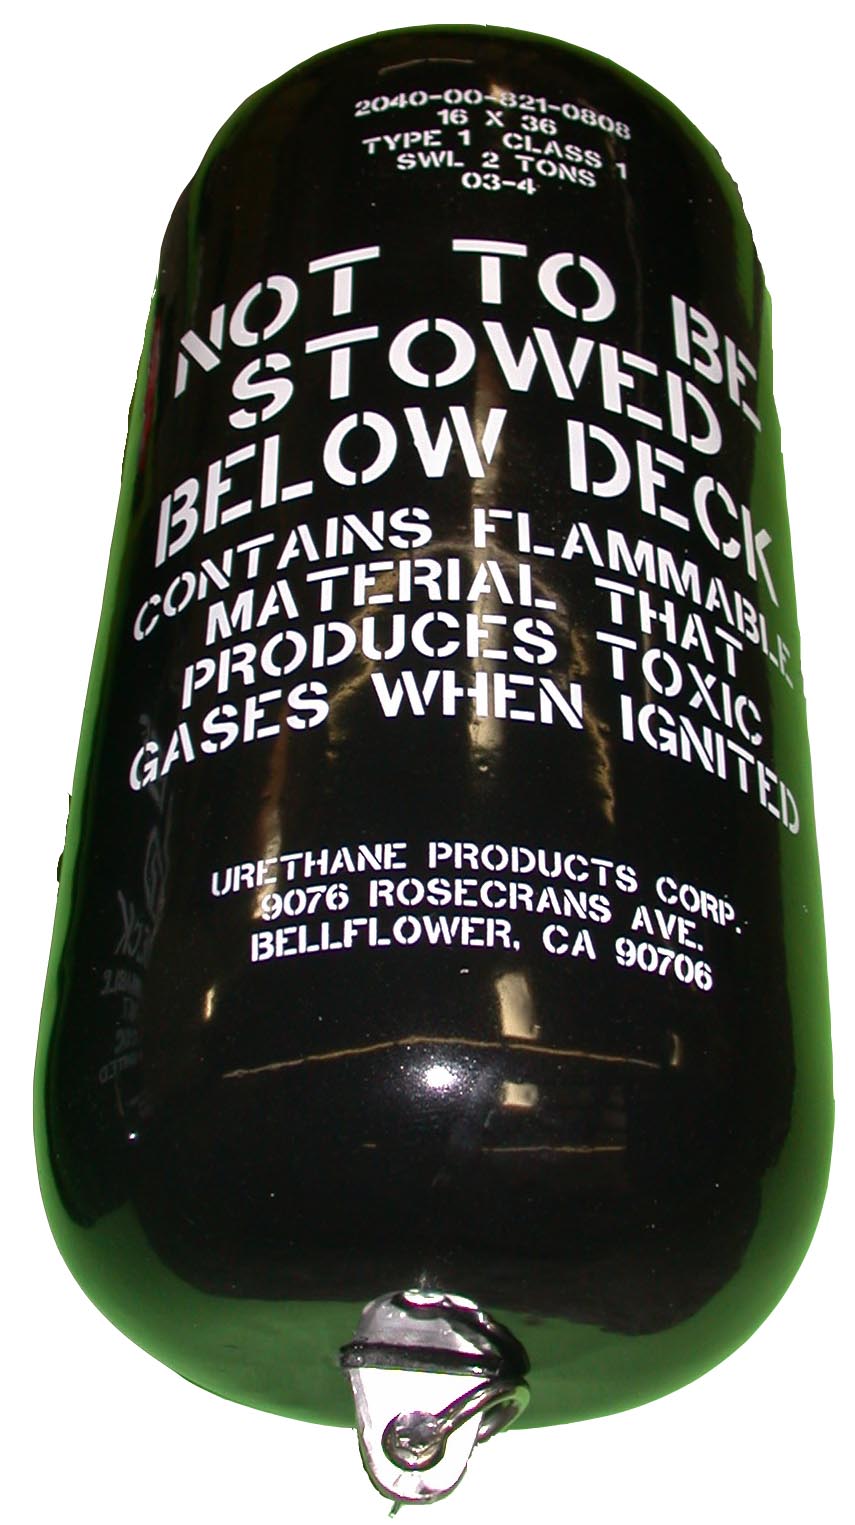 2040-00-821-0808
16 X 36
TYPE 1 CLASS 1
SWL 2 TONS
03-4
NOT TO BE
STOWED
BELOW DECK
CONTAINS FLAMMABLE
MATERIAL THAT
PRODUCES TOXIC
GASES WHEN IGNITED
URETHANE PRODUCTS CORP.
9076 ROSECRANS AVE.
BELLFLOWER, CA 90706